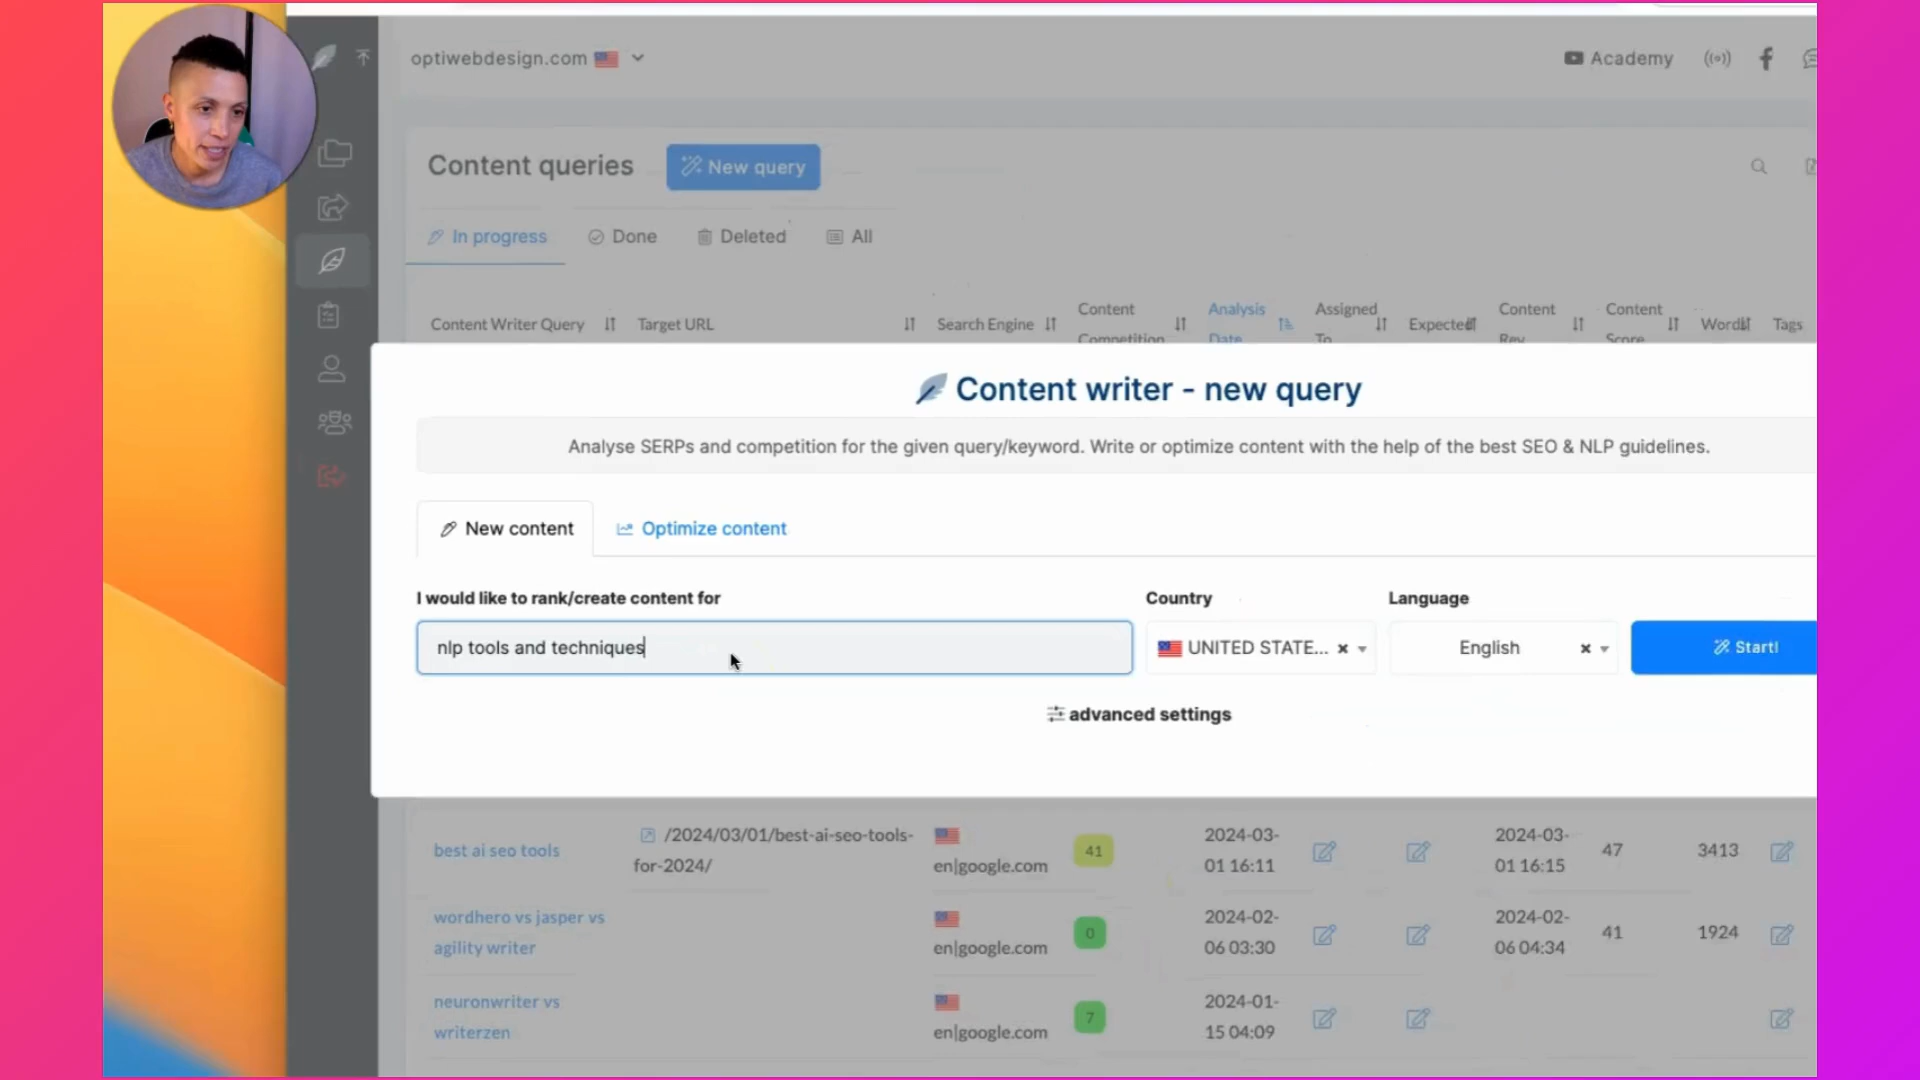 optiwebdesign.com
Academy
Content queries
New query
In progress
Done
Deleted
All
Content Writer Query
Target URL
Search Engine
Content
Competition
Analysis
Date
Assigned
To
Expected
Content
Rev
Content
Score
Words
Tags
Content writer - new query
Analyse SERPs and competition for the given query/keyword. Write or optimize content with the help of the best SEO & NLP guidelines.
New content
Optimize content
I would like to rank/create content for
Country
Language
nlp tools and techniques
UNITED STATE...
English
Start!
advanced settings
best ai seo tools
/2024/03/01/best-ai-seo-tools-
for-2024/
en|google.com
41
2024-03-
01 16:11
2024-03-
01 16:15
47
3413
wordhero vs jasper vs
agility writer
en|google.com
0
2024-02-
06 03:30
2024-02-
06 04:34
41
1924
neuronwriter vs
writerzen
en|google.com
7
2024-01-
15 04:09